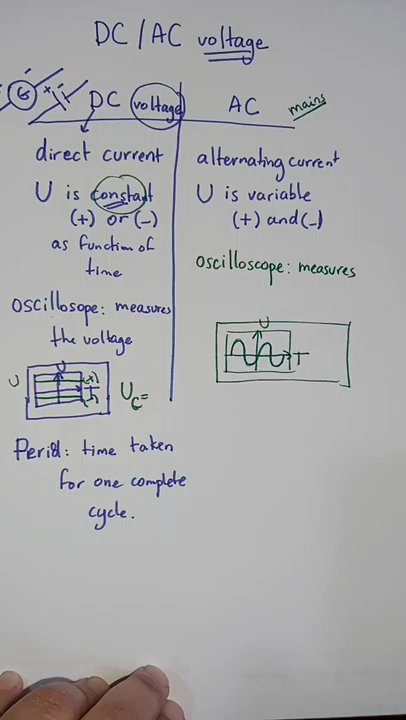 DC/AC voltage
G
+
DC voltage
direct current
U is constant
(+) or (-)
as function of
time
oscillosope: measures
the voltage
U
U
(+)
T
(-)
Uc=
Period: time taken
for one complete
cycle.
AC
mains
alternating current
U is variable
(+) and (-)
oscilloscope: measures
U
T